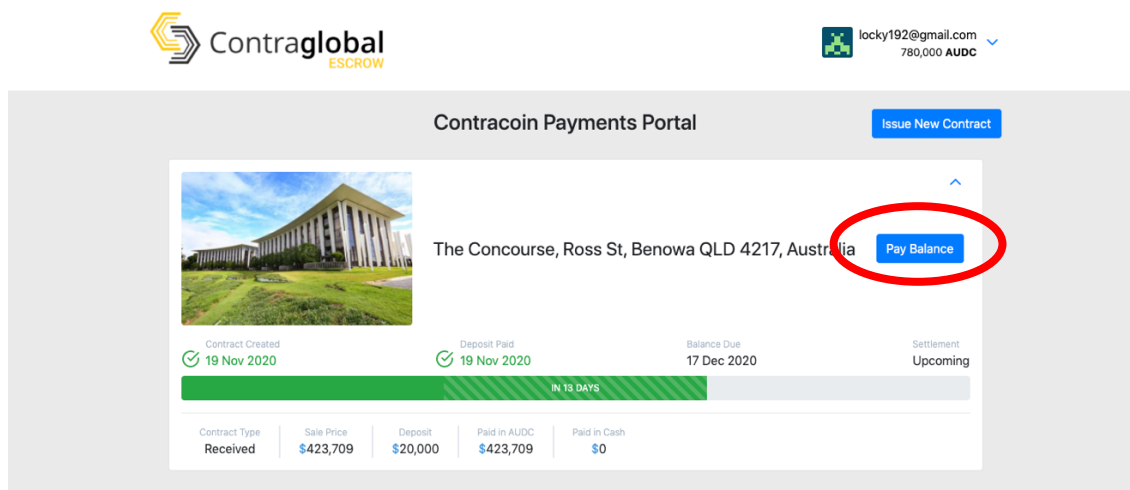 Contraglobal
ESCROW
locky192@gmail.com
780,000 AUDC
Contracoin Payments Portal
Issue New Contract
The Concourse, Ross St, Benowa QLD 4217, Australia
Pay Balance
Contract Created
19 Nov 2020
Deposit Paid
19 Nov 2020
Balance Due
17 Dec 2020
Settlement
Upcoming
IN 13 DAYS
Contract Type
Received
Sale Price
$423,709
Deposit
$20,000
Paid in AUDC
$423,709
Paid in Cash
$0